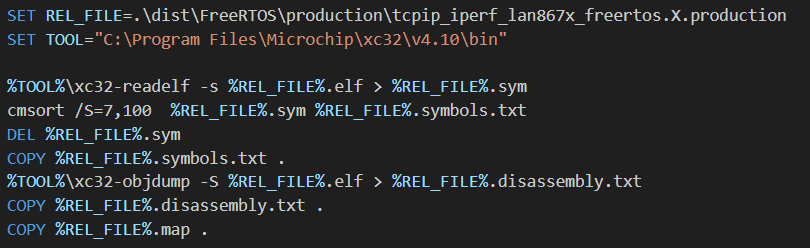 SET REL_FILE=.\dist\FreeRTOS\production\tcpip_iperf_lan867x_freertos.X.production
SET TOOL="C:\Program Files\Microchip\xc32\v4.10\bin"
%TOOL%\xc32-readelf -s %REL_FILE%.elf > %REL_FILE%.sym
cmsort /S=7,100  %REL_FILE%.sym %REL_FILE%.symbols.txt
DEL %REL_FILE%.sym
COPY %REL_FILE%.symbols.txt .
%TOOL%\xc32-objdump -S %REL_FILE%.elf > %REL_FILE%.disassembly.txt
COPY %REL_FILE%.disassembly.txt .
COPY %REL_FILE%.map .